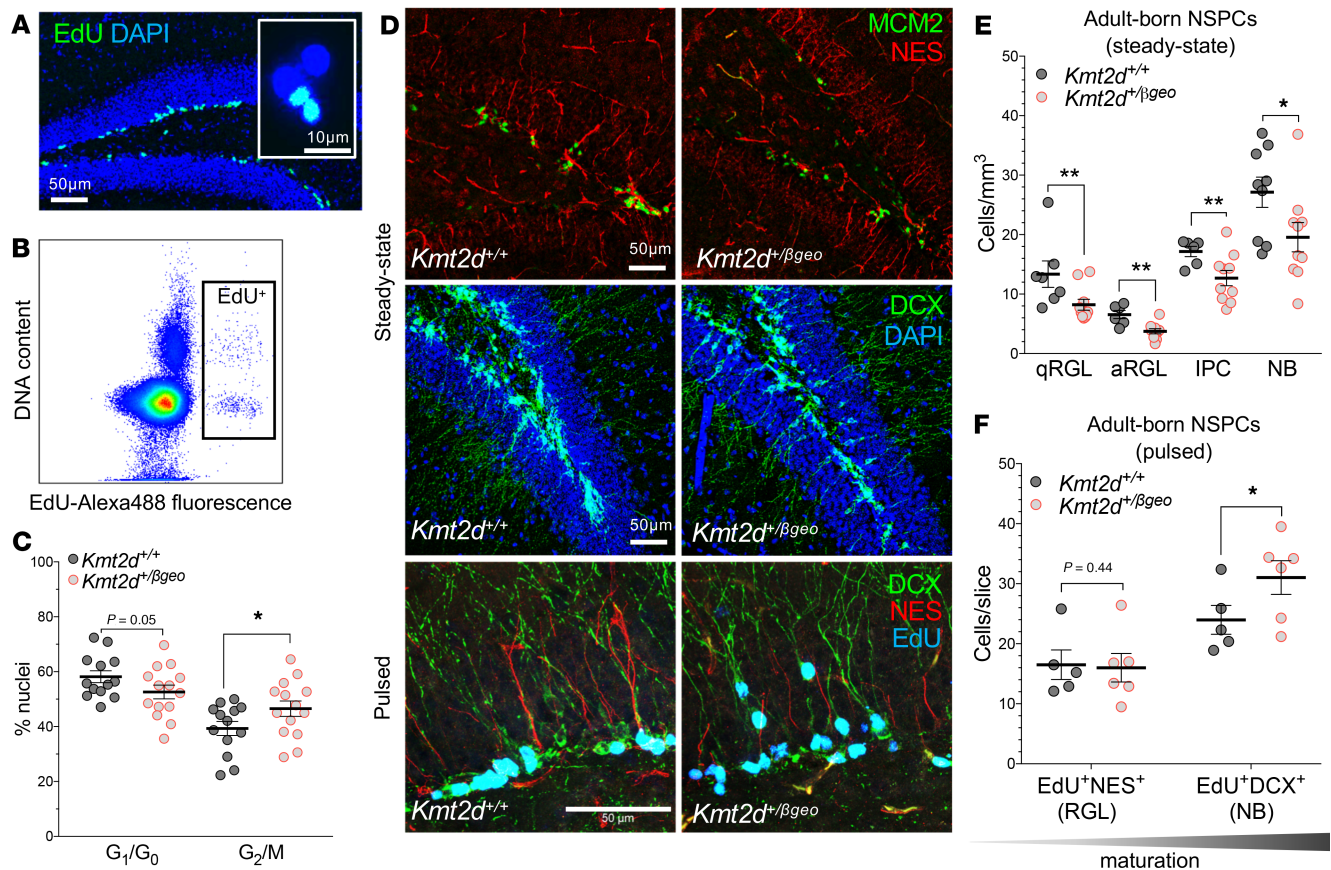 A
EdU DAPI
10μm
50μm
B
DNA content
EdU⁺
EdU-Alexa488 fluorescence
C
Kmt2d⁺/⁺
Kmt2d⁺/βgeo
% nuclei
100
80
60
40
20
0
P = 0.05
*
G₁/G₀
G₂/M
D
Steady-state
MCM2
NES
Kmt2d⁺/⁺
50μm
Kmt2d⁺/βgeo
DCX
DAPI
Kmt2d⁺/⁺
50μm
Kmt2d⁺/βgeo
Pulsed
DCX
NES
EdU
Kmt2d⁺/⁺
50 μm
Kmt2d⁺/βgeo
E
Adult-born NSPCs
(steady-state)
Kmt2d⁺/⁺
Kmt2d⁺/βgeo
Cells/mm³
50
40
30
20
10
0
**
**
**
*
qRGL
aRGL
IPC
NB
F
Adult-born NSPCs
(pulsed)
Kmt2d⁺/⁺
Kmt2d⁺/βgeo
Cells/slice
50
40
30
20
10
0
P = 0.44
*
EdU⁺NES⁺
(RGL)
EdU⁺DCX⁺
(NB)
maturation